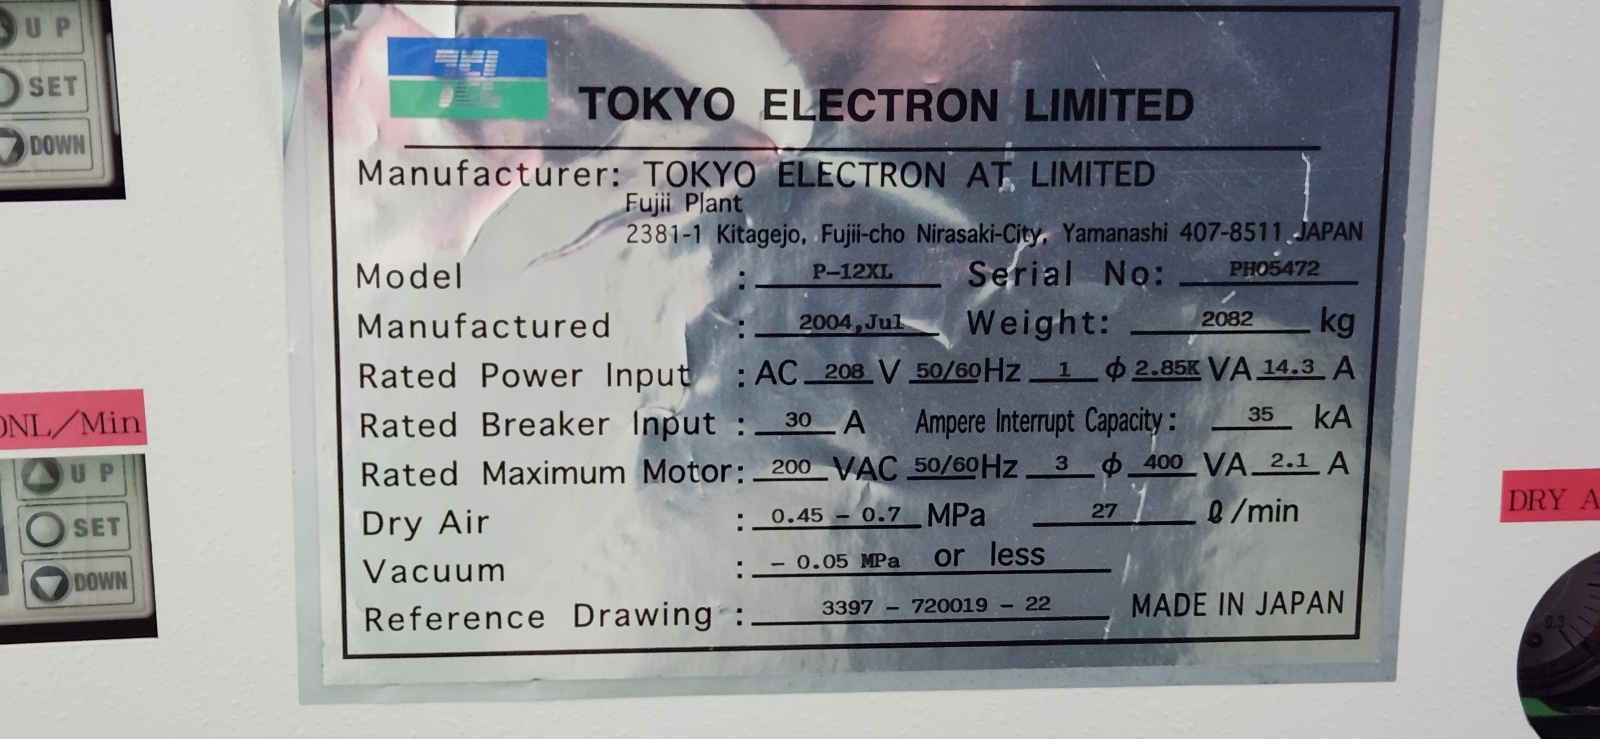 UP
SET
DOWN
TEL
TOKYO ELECTRON LIMITED
Manufacturer: TOKYO ELECTRON AT LIMITED
Fujii Plant
2381-1 Kitagejo, Fujii-cho Nirasaki-City, Yamanashi 407-8511 JAPAN
Model : P-12XL Serial No: PH05472
Manufactured : 2004,Jul Weight: 2082 kg
Rated Power Input : AC 208 V 50/60 Hz 1 ϕ 2.85K VA 14.3 A
Rated Breaker Input : 30 A Ampere Interrupt Capacity : 35 kA
Rated Maximum Motor: 200 VAC 50/60 Hz 3 ϕ 400 VA 2.1 A
Dry Air : 0.45 - 0.7 MPa 27 ℓ/min
Vacuum : - 0.05 MPa or less
Reference Drawing : 3397 - 720019 - 22 MADE IN JAPAN
NL/Min
UP
SET
DOWN
DRY A
0.3